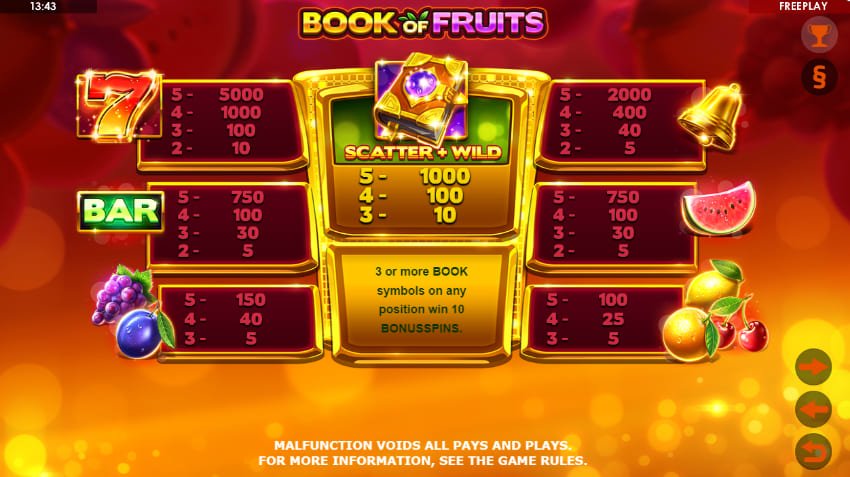 13:43
FREEPLAY
BOOK OF FRUITS
§
7
5 - 5000
4 - 1000
3 - 100
2 - 10
SCATTER + WILD
5 - 1000
4 - 100
3 - 10
5 - 2000
4 - 400
3 - 40
2 - 5
BAR
5 - 750
4 - 100
3 - 30
2 - 5
5 - 750
4 - 100
3 - 30
2 - 5
3 or more BOOK
symbols on any
position win 10
BONUSSPINS.
5 - 150
4 - 40
3 - 5
5 - 100
4 - 25
3 - 5
MALFUNCTION VOIDS ALL PAYS AND PLAYS.
FOR MORE INFORMATION, SEE THE GAME RULES.